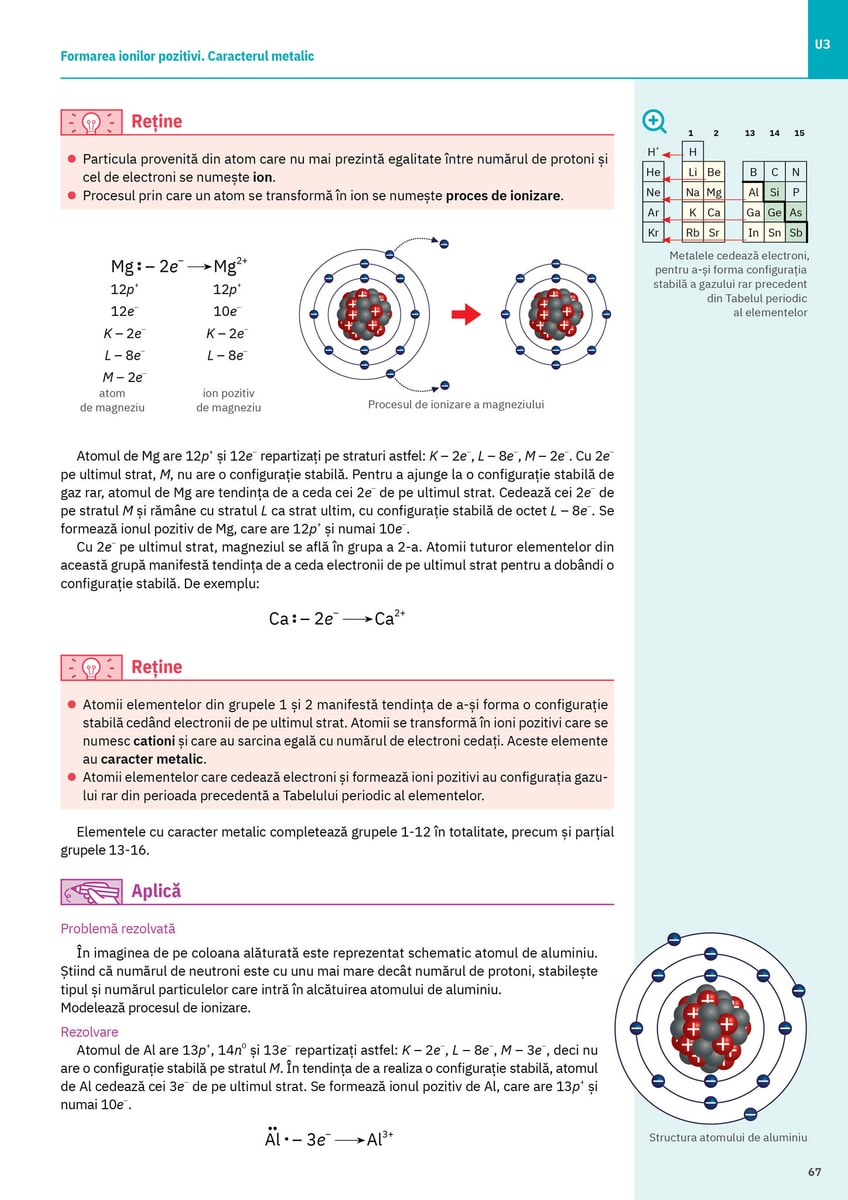 Formarea ionilor pozitivi. Caracterul metalic
U3
Reține
● Particula provenită din atom care nu mai prezintă egalitate între numărul de protoni și
cel de electroni se numește ion.
● Procesul prin care un atom se transformă în ion se numește proces de ionizare.
Mg : – 2e⁻ ⟶ Mg²⁺
12p⁺ 12p⁺
12e⁻ 10e⁻
K – 2e⁻ K – 2e⁻
L – 8e⁻ L – 8e⁻
M – 2e⁻
atom ion pozitiv
de magneziu de magneziu
Procesul de ionizare a magneziului
1 2 13 14 15
H⁺ H
He Li Be B C N
Ne Na Mg Al Si P
Ar K Ca Ga Ge As
Kr Rb Sr In Sn Sb
Metalele cedează electroni,
pentru a-și forma configurația
stabilă a gazului rar precedent
din Tabelul periodic
al elementelor
Atomul de Mg are 12p⁺ și 12e⁻ repartizați pe straturi astfel: K – 2e⁻, L – 8e⁻, M – 2e⁻. Cu 2e⁻
pe ultimul strat, M, nu are o configurație stabilă. Pentru a ajunge la o configurație stabilă de
gaz rar, atomul de Mg are tendința de a ceda cei 2e⁻ de pe ultimul strat. Cedează cei 2e⁻ de
pe stratul M și rămâne cu stratul L ca strat ultim, cu configurație stabilă de octet L – 8e⁻. Se
formează ionul pozitiv de Mg, care are 12p⁺ și numai 10e⁻.
Cu 2e⁻ pe ultimul strat, magneziul se află în grupa a 2-a. Atomii tuturor elementelor din
această grupă manifestă tendința de a ceda electronii de pe ultimul strat pentru a dobândi o
configurație stabilă. De exemplu:
Ca : – 2e⁻ ⟶ Ca²⁺
Reține
● Atomii elementelor din grupele 1 și 2 manifestă tendința de a-și forma o configurație
stabilă cedând electronii de pe ultimul strat. Atomii se transformă în ioni pozitivi care se
numesc cationi și care au sarcina egală cu numărul de electroni cedați. Aceste elemente
au caracter metalic.
● Atomii elementelor care cedează electroni și formează ioni pozitivi au configurația gazu-
lui rar din perioada precedentă a Tabelului periodic al elementelor.
Elementele cu caracter metalic completează grupele 1-12 în totalitate, precum și parțial
grupele 13-16.
Aplică
Problemă rezolvată
În imaginea de pe coloana alăturată este reprezentat schematic atomul de aluminiu.
Știind că numărul de neutroni este cu unu mai mare decât numărul de protoni, stabilește
tipul și numărul particulelor care intră în alcătuirea atomului de aluminiu.
Modelează procesul de ionizare.
Rezolvare
Atomul de Al are 13p⁺, 14n⁰ și 13e⁻ repartizați astfel: K – 2e⁻, L – 8e⁻, M – 3e⁻, deci nu
are o configurație stabilă pe stratul M. În tendința de a realiza o configurație stabilă, atomul
de Al cedează cei 3e⁻ de pe ultimul strat. Se formează ionul pozitiv de Al, care are 13p⁺ și
numai 10e⁻.
Äl · – 3e⁻ ⟶ Al³⁺
Structura atomului de aluminiu
67